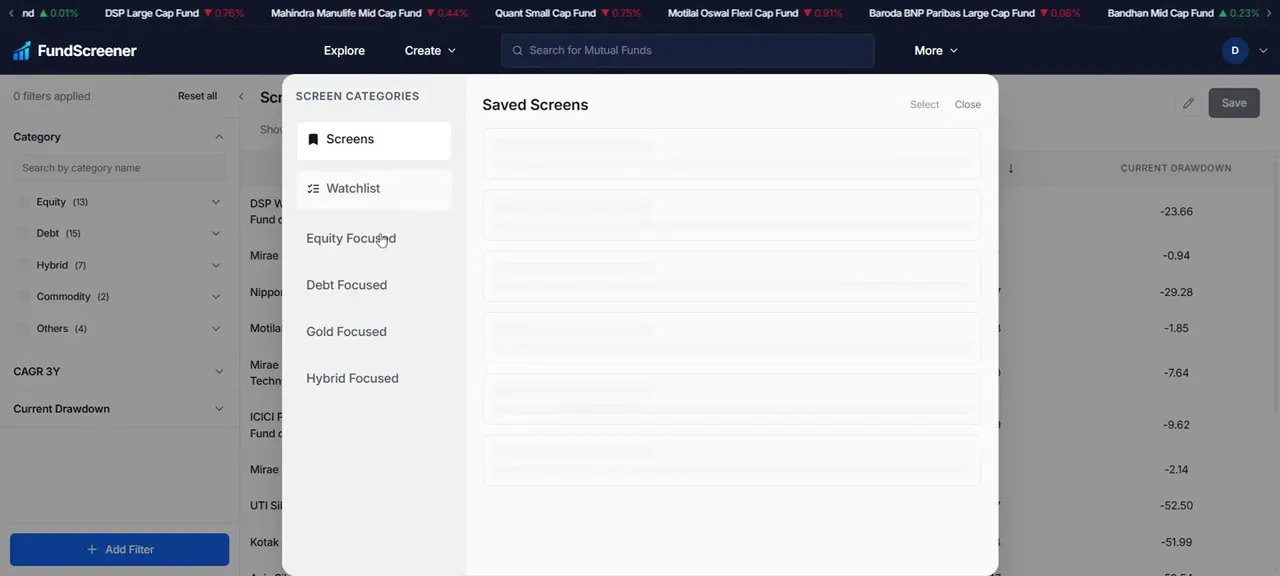 nd ▲ 0.01% DSP Large Cap Fund ▼ 0.76% Mahindra Manulife Mid Cap Fund ▼ 0.44% Quant Small Cap Fund ▼ 0.75% Motilal Oswal Flexi Cap Fund ▼ 0.91% Baroda BNP Paribas Large Cap Fund ▼ 0.06% Bandhan Mid Cap Fund ▲ 0.23%
FundScreener Explore Create Search for Mutual Funds More D
0 filters applied Reset all
Category
Search by category name
Equity (13)
Debt (15)
Hybrid (7)
Commodity (2)
Others (4)
CAGR 3Y
Current Drawdown
+ Add Filter
SCREEN CATEGORIES
Screens
Watchlist
Equity Focused
Debt Focused
Gold Focused
Hybrid Focused
Saved Screens Select Close
Scr
Show
Save
↓ CURRENT DRAWDOWN
DSP W
Fund o
-23.66
Mirae
-0.94
Nippon
-29.28
Motila
-1.85
Mirae
Techn
-7.64
ICICI P
Fund o
-9.62
Mirae
-2.14
UTI Sil
-52.50
Kotak
-51.99